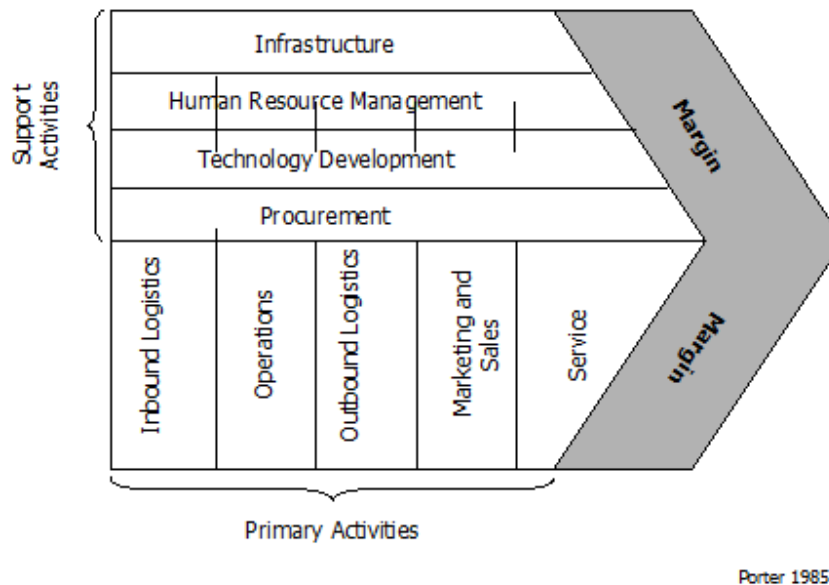 Infrastructure
Human Resource Management
Technology Development
Procurement
Support
Activities
Inbound Logistics
Operations
Outbound Logistics
Marketing and
Sales
Service
Margin
Margin
Primary Activities
Porter 1985